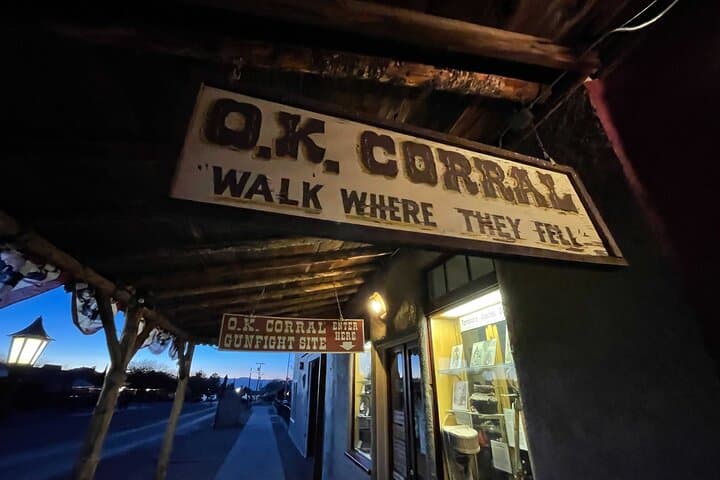 O.K. CORRAL
"WALK WHERE THEY FELL"
O.K. CORRAL
GUNFIGHT SITE
ENTER
HERE